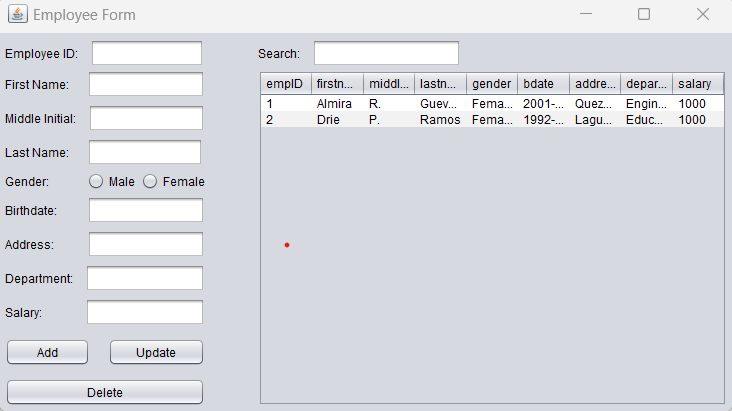 Employee Form
Employee ID:
First Name:
Middle Initial:
Last Name:
Gender: Male Female
Birthdate:
Address:
Department:
Salary:
Add Update
Delete
Search:
empID firstn... middl... lastn... gender bdate addre... depar... salary
1 Almira R. Guev... Fema... 2001-... Quez... Engin... 1000
2 Drie P. Ramos Fema... 1992-... Lagu... Educ... 1000